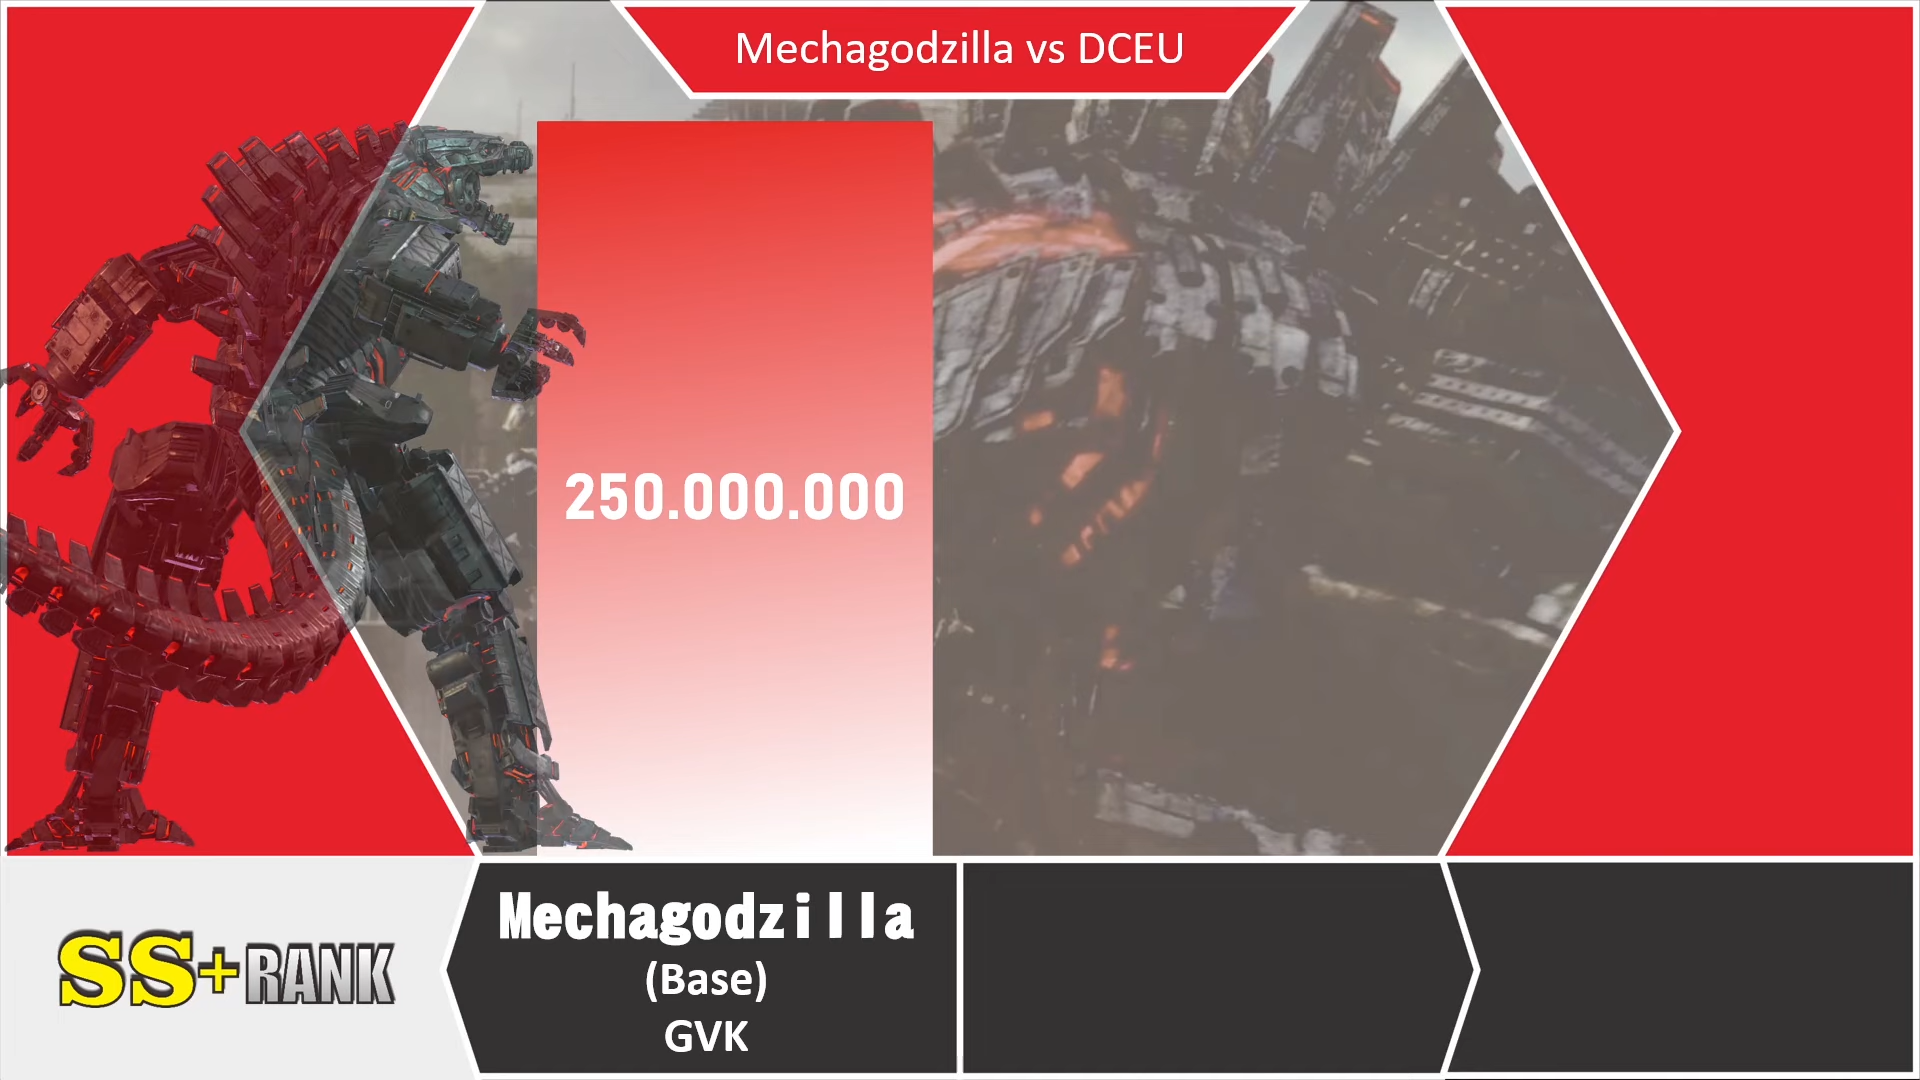 Mechagodzilla vs DCEU
250.000.000
SS+RANK
Mechagodzilla
(Base)
GVK